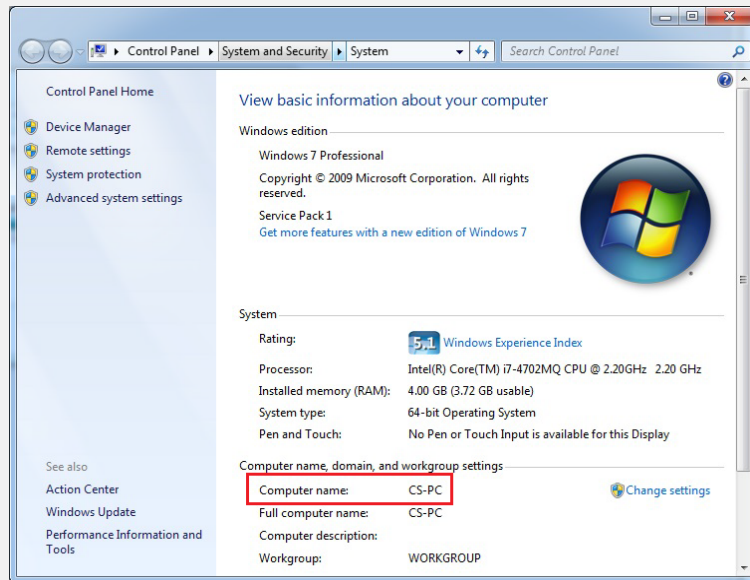 Control Panel System and Security System Search Control Panel
Control Panel Home
Device Manager
Remote settings
System protection
Advanced system settings
View basic information about your computer
Windows edition
Windows 7 Professional
Copyright © 2009 Microsoft Corporation. All rights
reserved.
Service Pack 1
Get more features with a new edition of Windows 7
System
Rating: 5.1 Windows Experience Index
Processor: Intel(R) Core(TM) i7-4702MQ CPU @ 2.20GHz 2.20 GHz
Installed memory (RAM): 4.00 GB (3.72 GB usable)
System type: 64-bit Operating System
Pen and Touch: No Pen or Touch Input is available for this Display
Computer name, domain, and workgroup settings
Computer name: CS-PC Change settings
Full computer name: CS-PC
Computer description:
Workgroup: WORKGROUP
See also
Action Center
Windows Update
Performance Information and
Tools